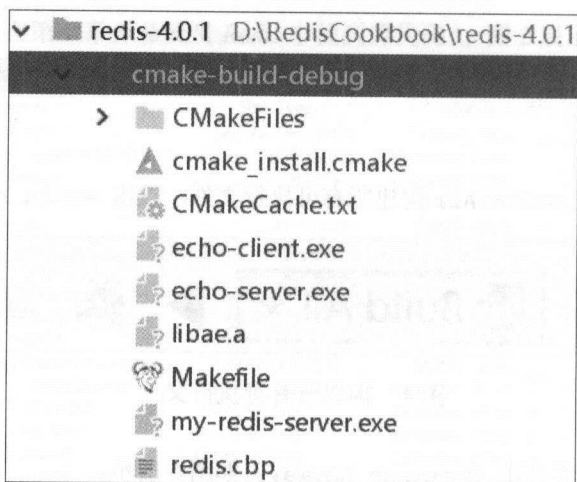 redis-4.0.1 D:\RedisCookbook\redis-4.0.1
cmake-build-debug
CMakeFiles
cmake_install.cmake
CMakeCache.txt
echo-client.exe
echo-server.exe
libae.a
Makefile
my-redis-server.exe
redis.cbp